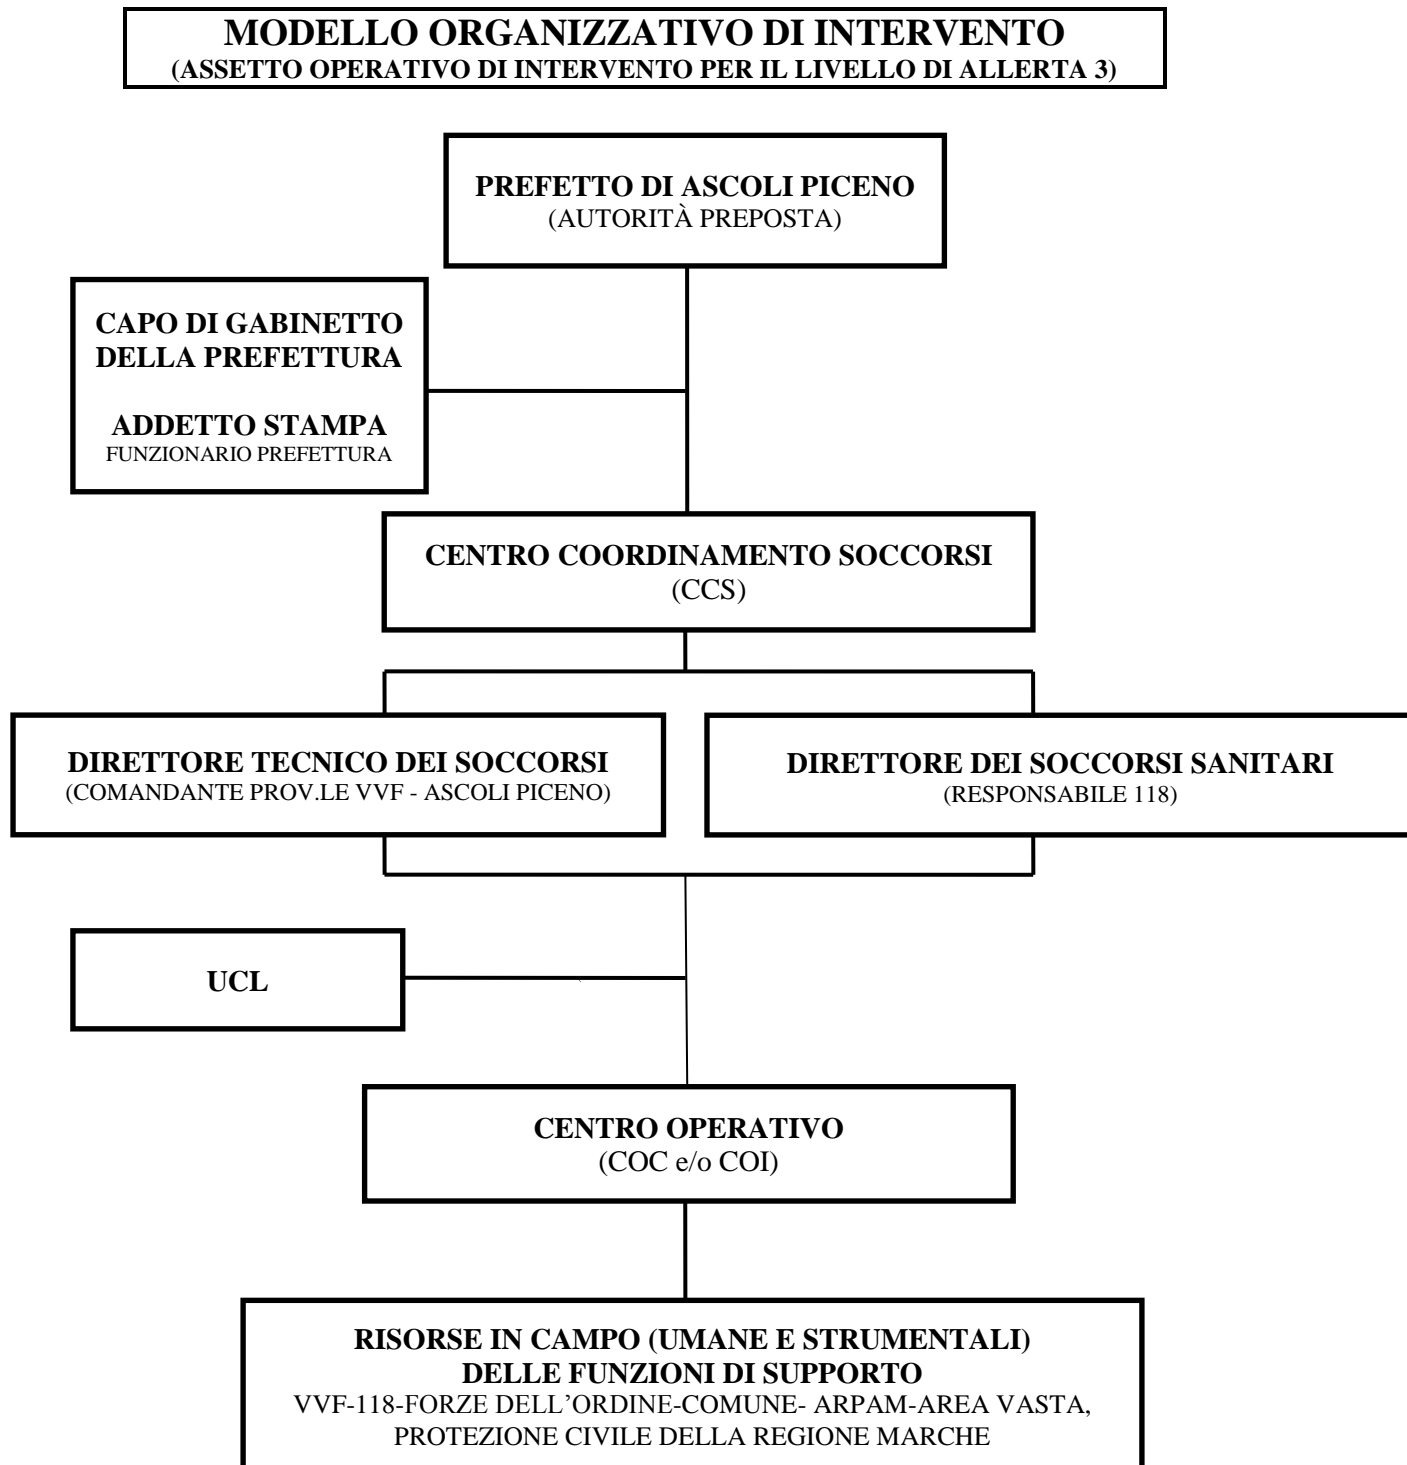 MODELLO ORGANIZZATIVO DI INTERVENTO
(ASSETTO OPERATIVO DI INTERVENTO PER IL LIVELLO DI ALLERTA 3)
PREFETTO DI ASCOLI PICENO
(AUTORITÀ PREPOSTA)
CAPO DI GABINETTO
DELLA PREFETTURA
ADDETTO STAMPA
FUNZIONARIO PREFETTURA
CENTRO COORDINAMENTO SOCCORSI
(CCS)
DIRETTORE TECNICO DEI SOCCORSI
(COMANDANTE PROV.LE VVF - ASCOLI PICENO)
DIRETTORE DEI SOCCORSI SANITARI
(RESPONSABILE 118)
UCL
CENTRO OPERATIVO
(COC e/o COI)
RISORSE IN CAMPO (UMANE E STRUMENTALI)
DELLE FUNZIONI DI SUPPORTO
VVF-118-FORZE DELL’ORDINE-COMUNE- ARPAM-AREA VASTA,
PROTEZIONE CIVILE DELLA REGIONE MARCHE